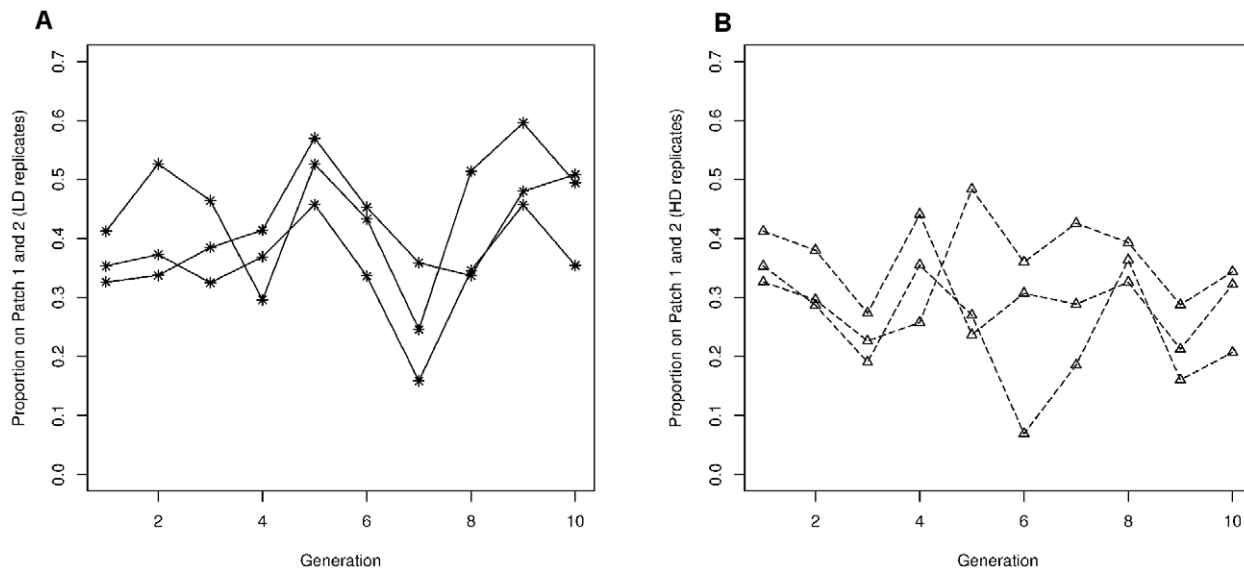 A
Proportion on Patch 1 and 2 (LD replicates)
0.7
0.6
0.5
0.4
0.3
0.2
0.1
0.0
2 4 6 8 10
Generation
B
Proportion on Patch 1 and 2 (HD replicates)
0.7
0.6
0.5
0.4
0.3
0.2
0.1
0.0
2 4 6 8 10
Generation